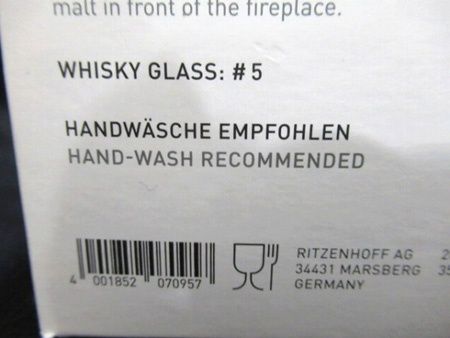 malt in front of the fireplace.
WHISKY GLASS: #5
HANDWÄSCHE EMPFOHLEN
HAND-WASH RECOMMENDED
4 001852 070957
RITZENHOFF AG
34431 MARSBERG
GERMANY